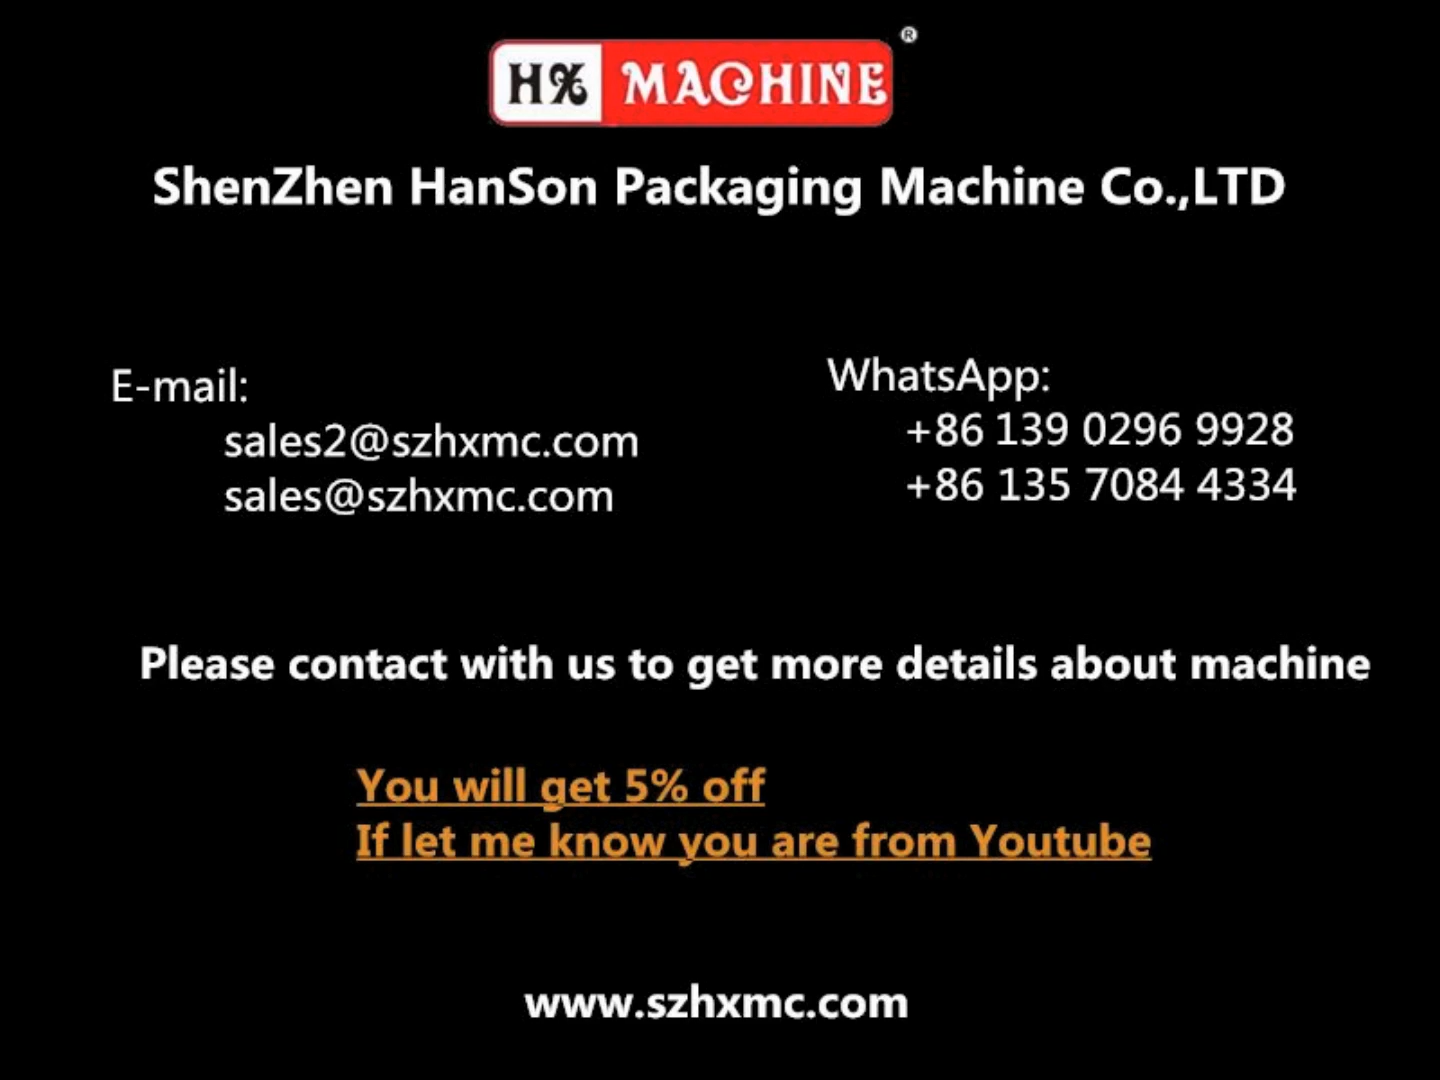 HX MACHINE ®
ShenZhen HanSon Packaging Machine Co.,LTD
E-mail:
sales2@szhxmc.com
sales@szhxmc.com
WhatsApp:
+86 139 0296 9928
+86 135 7084 4334
Please contact with us to get more details about machine
You will get 5% off
If let me know you are from Youtube
www.szhxmc.com